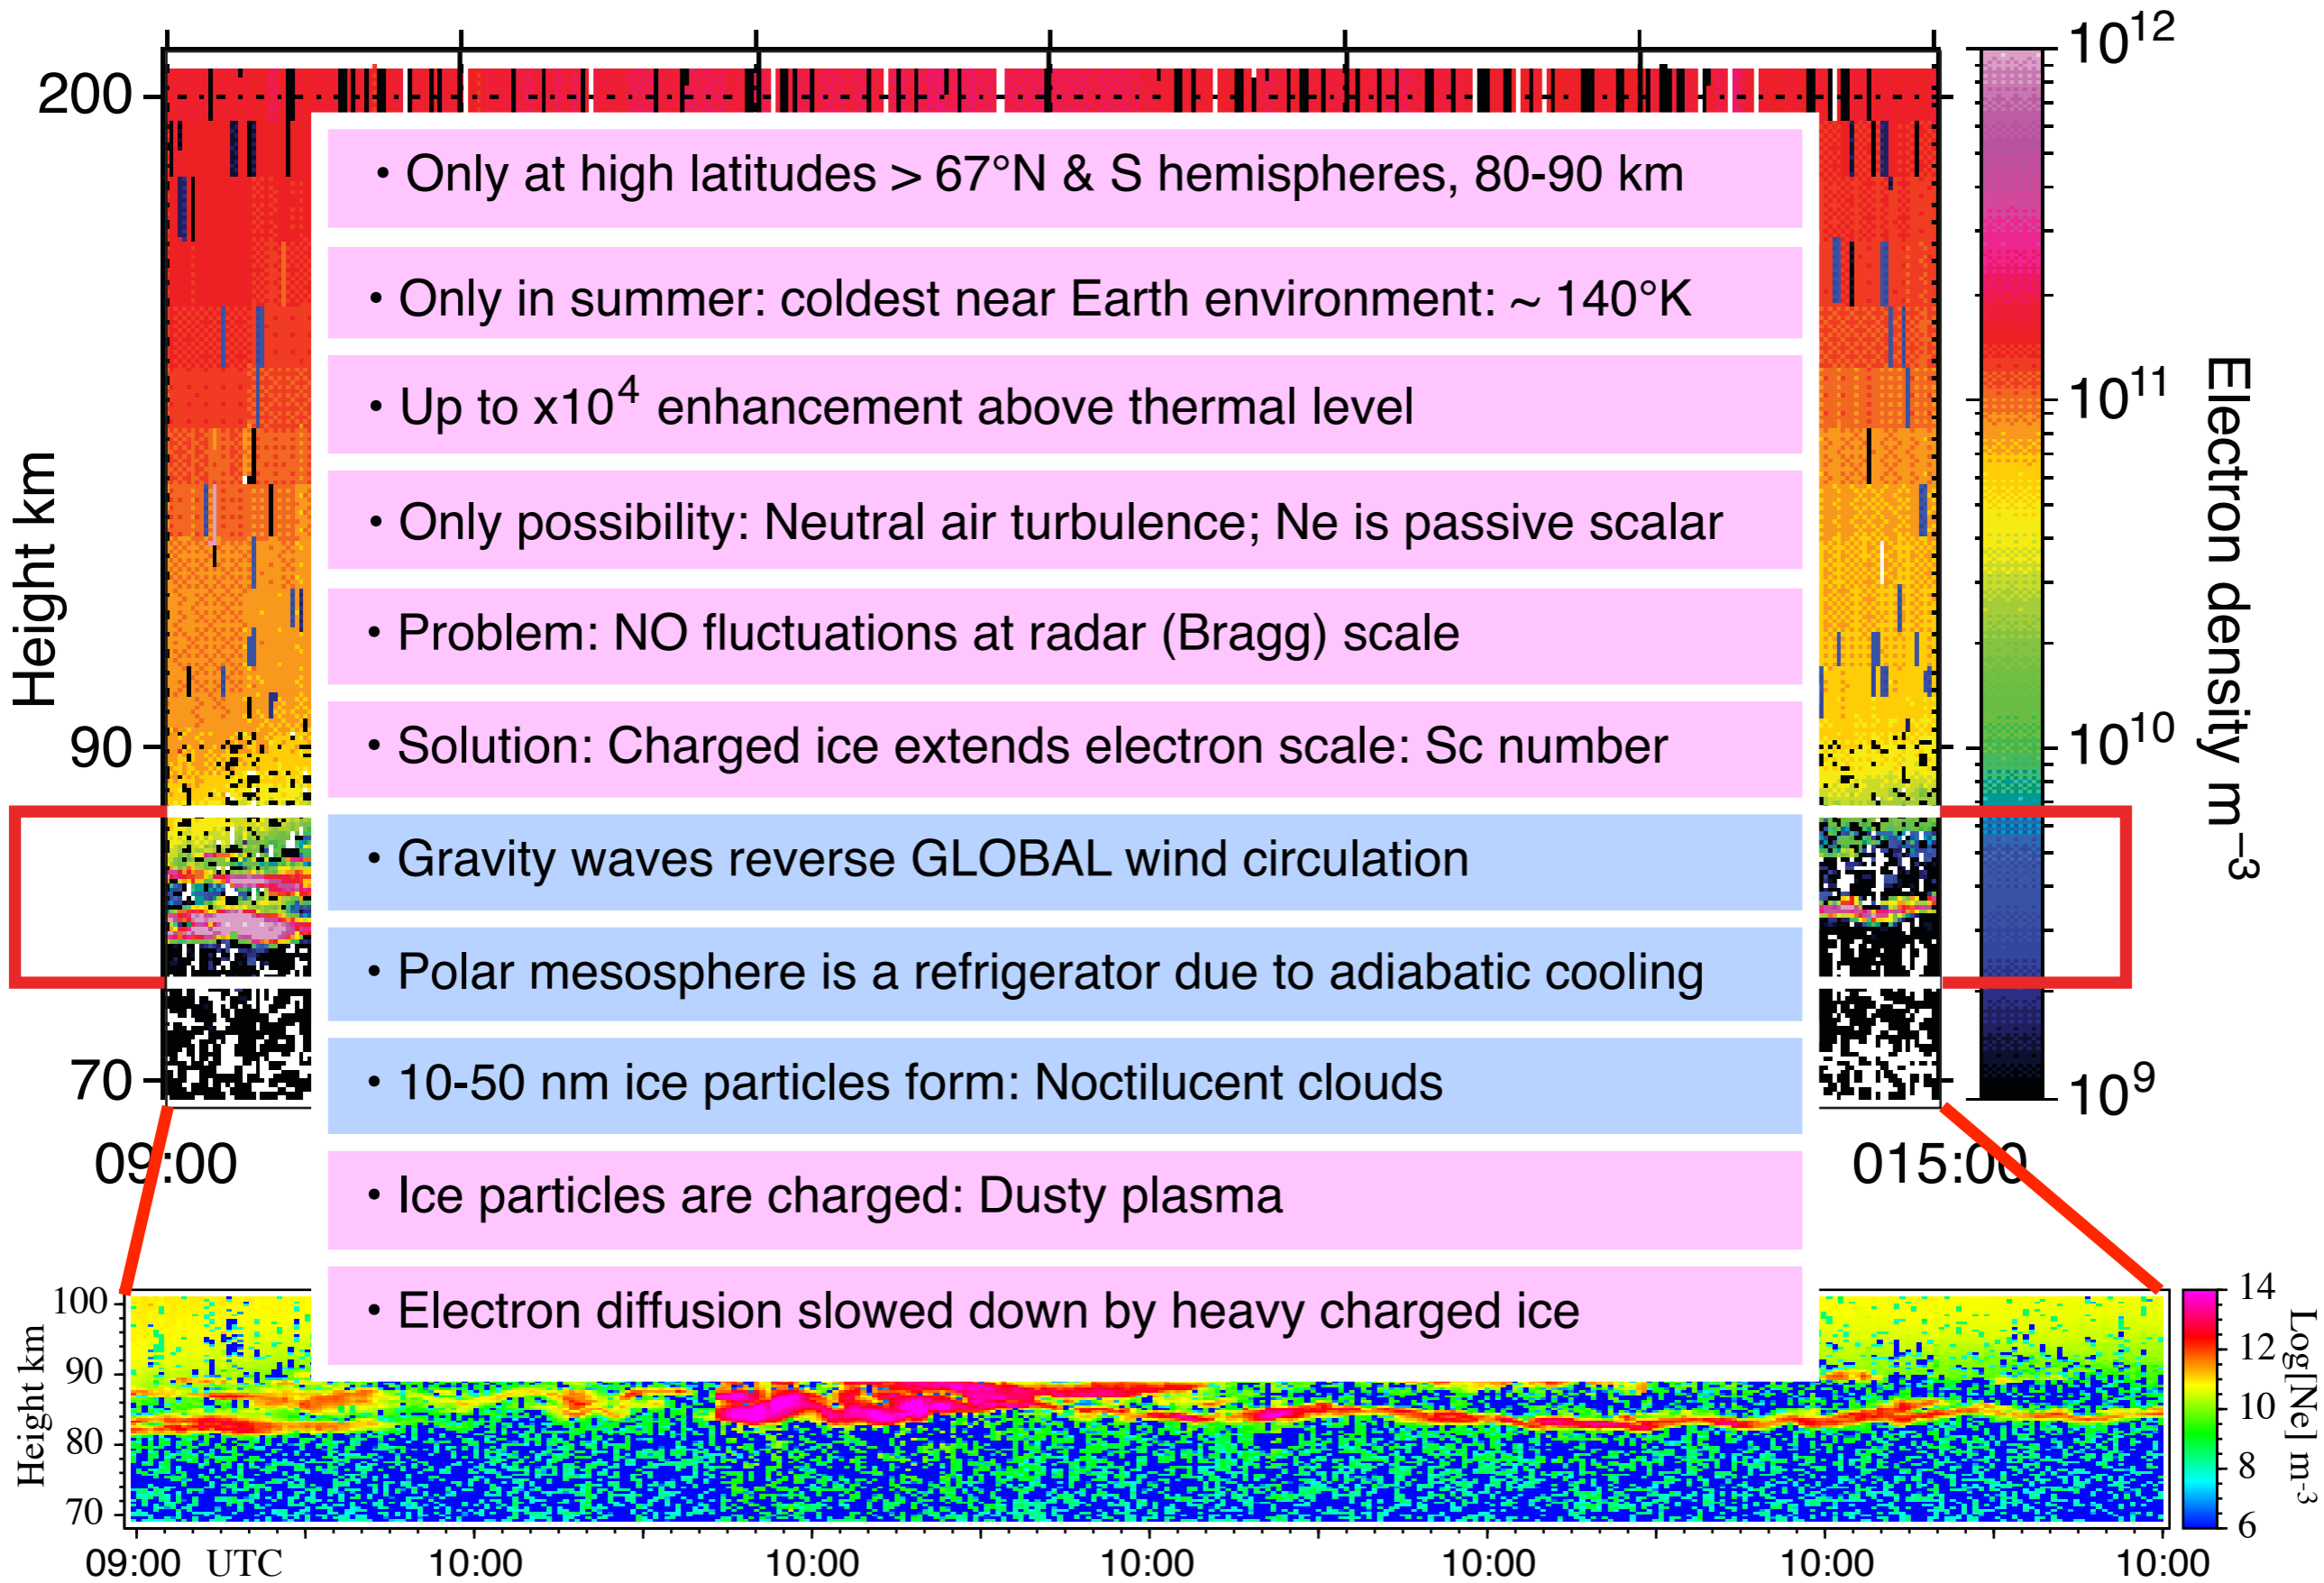 200
90
70
Height km
09:00
015:00
10¹²
10¹¹
10¹⁰
10⁹
Electron density m⁻³
• Only at high latitudes > 67°N & S hemispheres, 80-90 km
• Only in summer: coldest near Earth environment: ~ 140°K
• Up to x10⁴ enhancement above thermal level
• Only possibility: Neutral air turbulence; Ne is passive scalar
• Problem: NO fluctuations at radar (Bragg) scale
• Solution: Charged ice extends electron scale: Sc number
• Gravity waves reverse GLOBAL wind circulation
• Polar mesosphere is a refrigerator due to adiabatic cooling
• 10-50 nm ice particles form: Noctilucent clouds
• Ice particles are charged: Dusty plasma
• Electron diffusion slowed down by heavy charged ice
Height km
100
90
80
70
09:00 UTC 10:00 10:00 10:00 10:00 10:00 10:00
14
12
10
8
6
Log[Ne] m⁻³